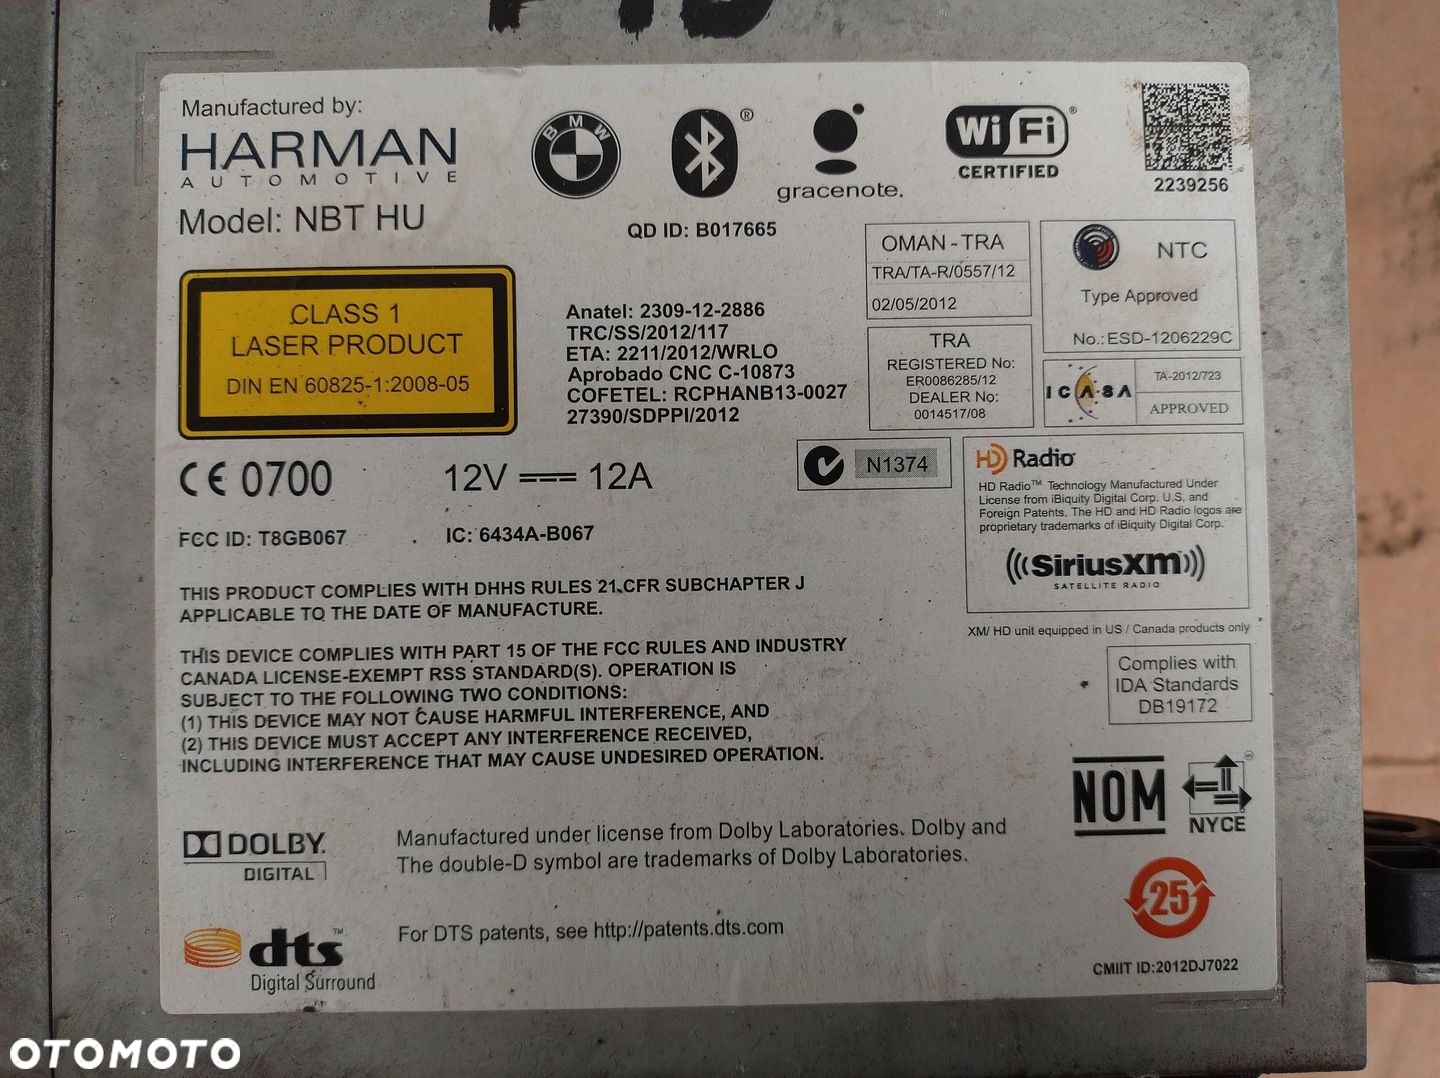 Manufactured by:
HARMAN
AUTOMOTIVE
Model: NBT HU
BMW
®
gracenote.
Wi Fi ®
CERTIFIED
2239256
QD ID: B017665
CLASS 1
LASER PRODUCT
DIN EN 60825-1:2008-05
Anatel: 2309-12-2886
TRC/SS/2012/117
ETA: 2211/2012/WRLO
Aprobado CNC C-10873
COFETEL: RCPHANB13-0027
27390/SDPPI/2012
OMAN - TRA
TRA/TA-R/0557/12
02/05/2012
NTC
Type Approved
No.: ESD-1206229C
TRA
REGISTERED No:
ER0086285/12
DEALER No:
0014517/08
ICASA
TA-2012/723
APPROVED
CE 0700
12V 12A
N1374
FCC ID: T8GB067
IC: 6434A-B067
HD Radio
HD Radio™ Technology Manufactured Under
License from iBiquity Digital Corp. U.S. and
Foreign Patents. The HD and HD Radio logos are
proprietary trademarks of iBiquity Digital Corp.
SiriusXM
SATELLITE RADIO
XM/ HD unit equipped in US / Canada products only
THIS PRODUCT COMPLIES WITH DHHS RULES 21.CFR SUBCHAPTER J
APPLICABLE TO THE DATE OF MANUFACTURE.
THIS DEVICE COMPLIES WITH PART 15 OF THE FCC RULES AND INDUSTRY
CANADA LICENSE-EXEMPT RSS STANDARD(S). OPERATION IS
SUBJECT TO THE FOLLOWING TWO CONDITIONS:
(1) THIS DEVICE MAY NOT CAUSE HARMFUL INTERFERENCE, AND
(2) THIS DEVICE MUST ACCEPT ANY INTERFERENCE RECEIVED,
INCLUDING INTERFERENCE THAT MAY CAUSE UNDESIRED OPERATION.
Complies with
IDA Standards
DB19172
NOM
NYCE
DOLBY.
DIGITAL
Manufactured under license from Dolby Laboratories. Dolby and
The double-D symbol are trademarks of Dolby Laboratories.
25
dts™
Digital Surround
For DTS patents, see http://patents.dts.com
CMIIT ID:2012DJ7022
OTOMOTO